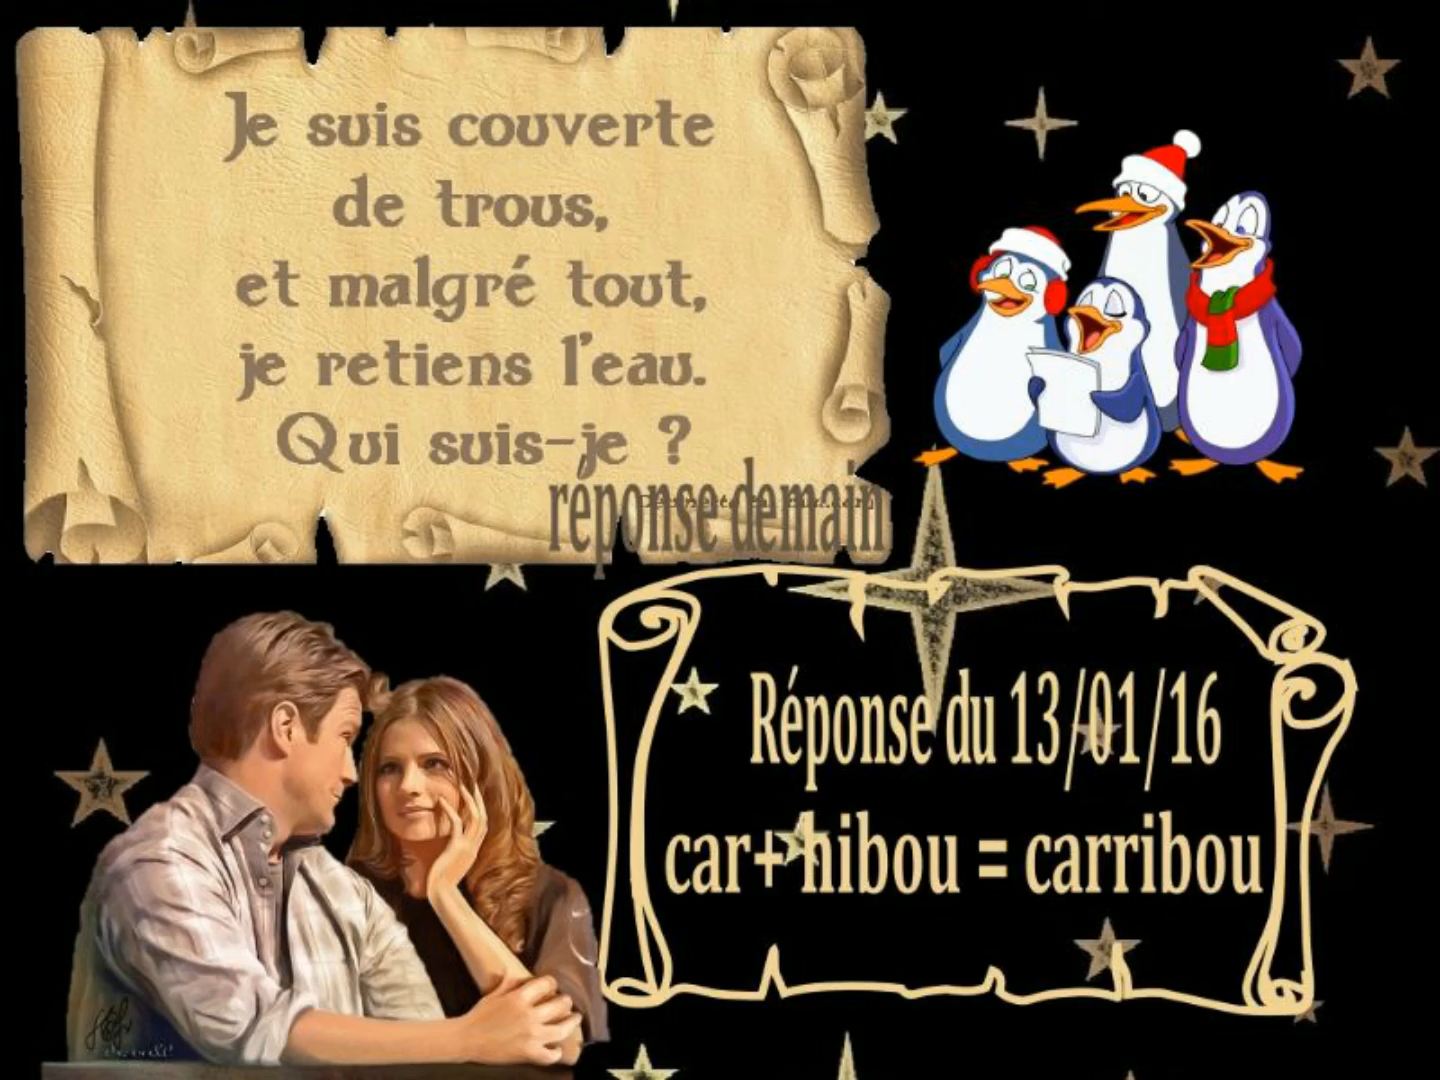 Je suis couverte
de trous,
et malgré tout,
je retiens l'eau.
Qui suis-je ?
réponse demain
Réponse du 13/01/16
car+hibou = carribou